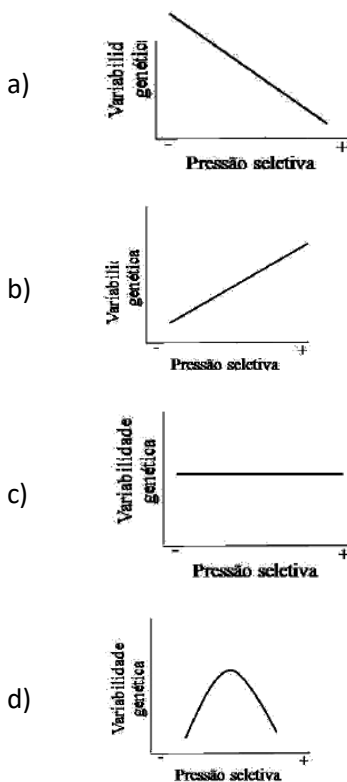 a)
Variabilid
genétic
-
+
Pressão seletiva
b)
Variabili
genética
-
+
Pressão seletiva
c)
Variabilidade
genética
-
+
Pressão seletiva
d)
Variabilidade
genética
-
+
Pressão seletiva